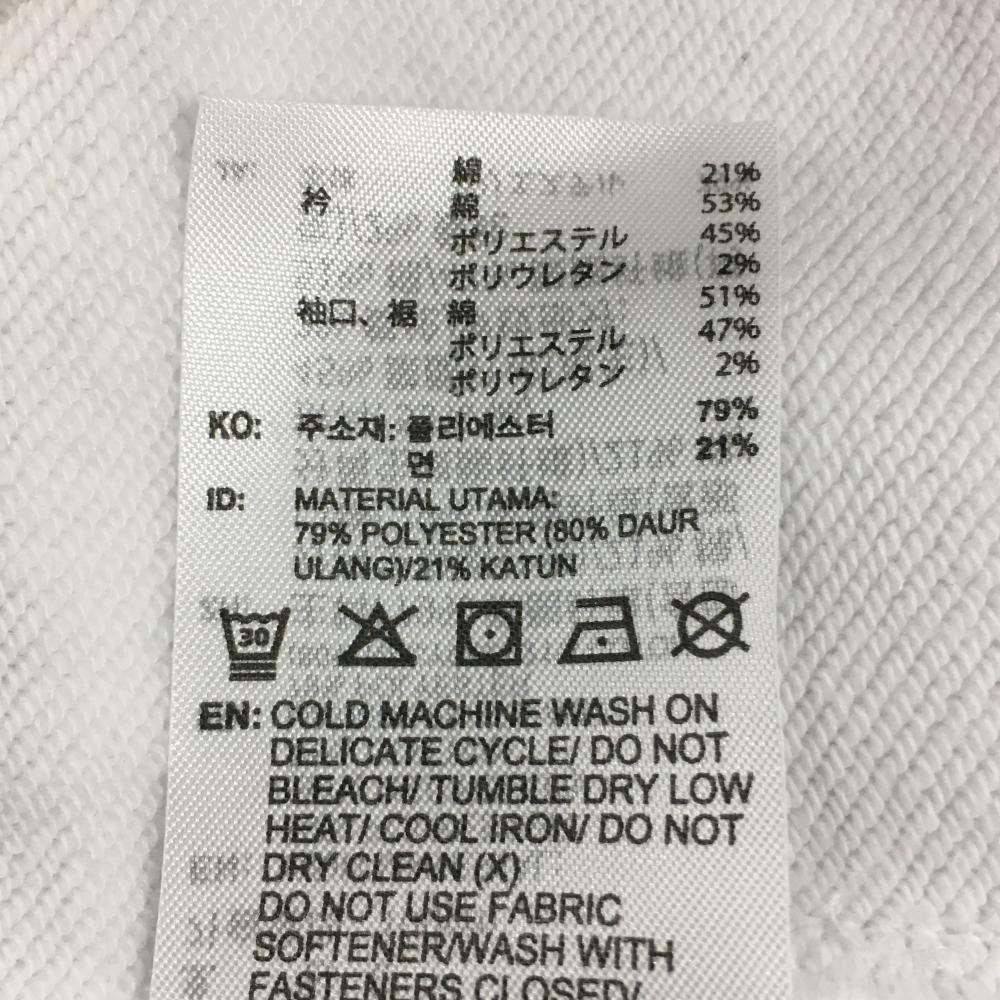 綿 21%
衿 綿 53%
ポリエステル 45%
ポリウレタン 2%
袖口、裾 綿 51%
ポリエステル 47%
ポリウレタン 2%
KO: 주소재: 폴리에스터 79%
면 21%
ID: MATERIAL UTAMA:
79% POLYESTER (80% DAUR
ULANG)/21% KATUN
30
EN: COLD MACHINE WASH ON
DELICATE CYCLE/ DO NOT
BLEACH/ TUMBLE DRY LOW
HEAT/ COOL IRON/ DO NOT
DRY CLEAN (X)
DO NOT USE FABRIC
SOFTENER/WASH WITH
FASTENERS CLOSED/